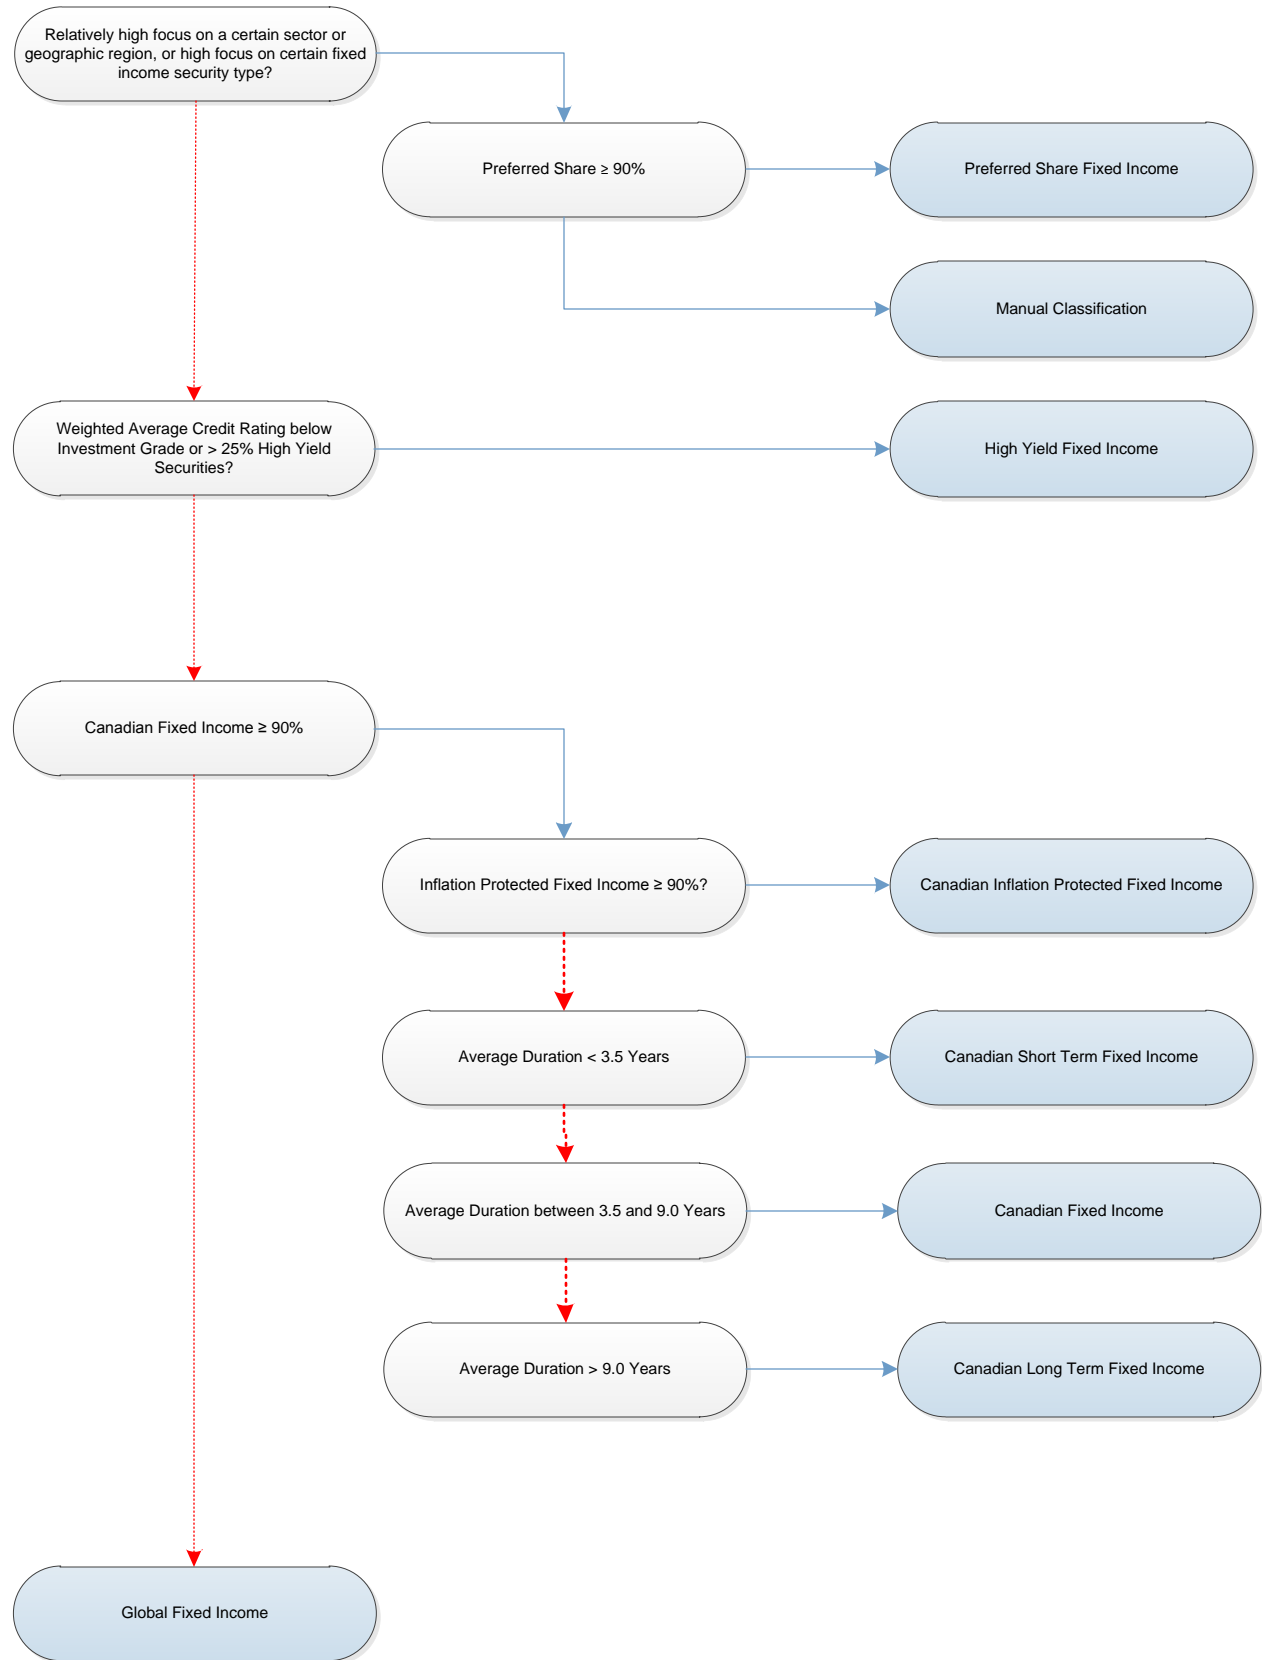 Relatively high focus on a certain sector or
geographic region, or high focus on certain fixed
income security type?
Preferred Share ≥ 90%
Preferred Share Fixed Income
Manual Classification
Weighted Average Credit Rating below
Investment Grade or > 25% High Yield
Securities?
High Yield Fixed Income
Canadian Fixed Income ≥ 90%
Inflation Protected Fixed Income ≥ 90%?
Canadian Inflation Protected Fixed Income
Average Duration < 3.5 Years
Canadian Short Term Fixed Income
Average Duration between 3.5 and 9.0 Years
Canadian Fixed Income
Average Duration > 9.0 Years
Canadian Long Term Fixed Income
Global Fixed Income